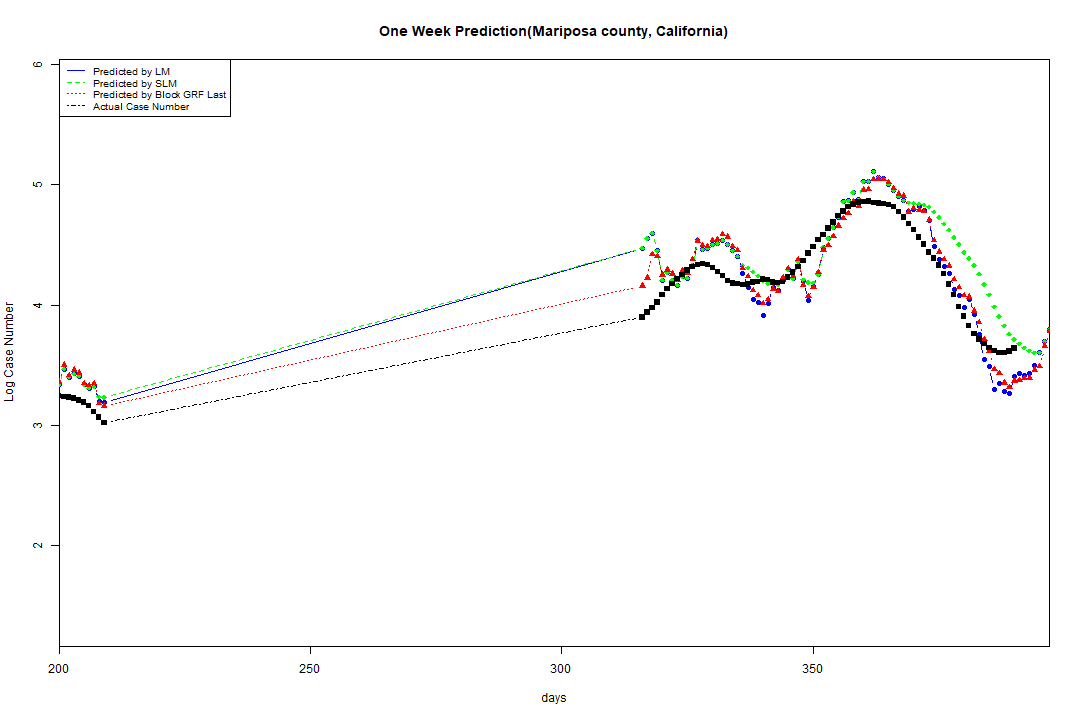 One Week Prediction(Mariposa county, California)
Predicted by LM
Predicted by SLM
Predicted by Block GRF Last
Actual Case Number
6
5
4
3
2
Log Case Number
200 250 300 350
days